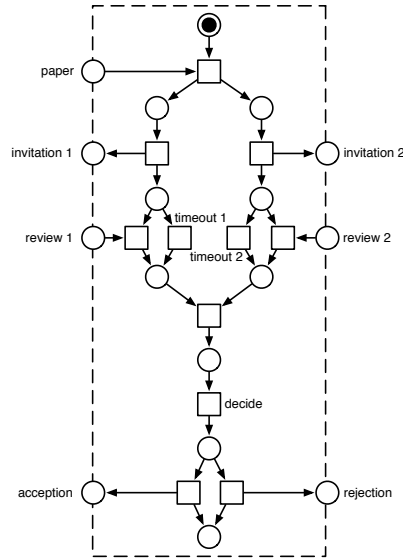 paper
invitation 1
invitation 2
timeout 1
review 1
review 2
timeout 2
decide
acception
rejection